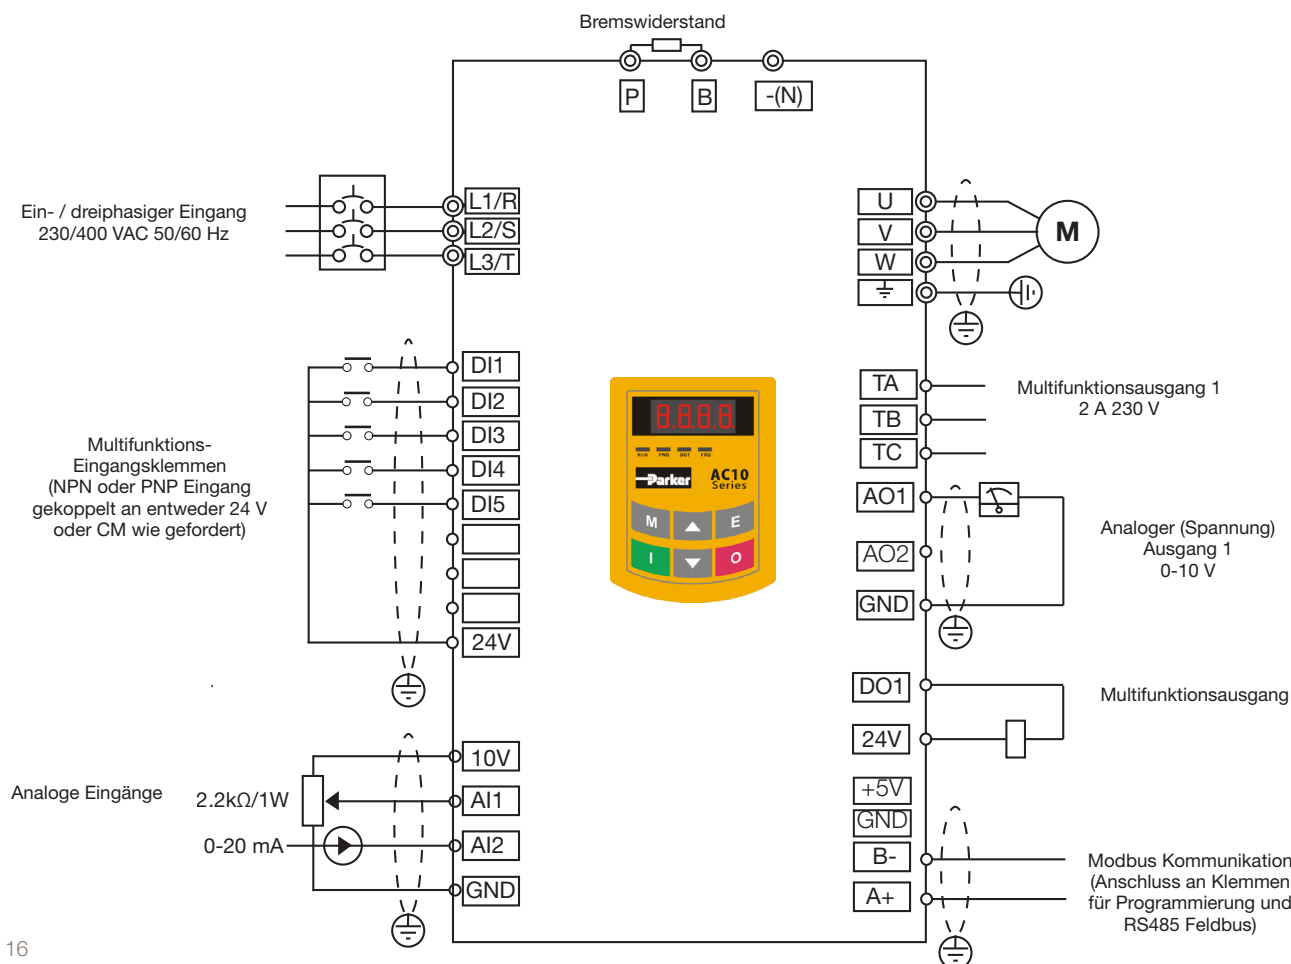 Bremswiderstand
P
B
-(N)
Ein- / dreiphasiger Eingang
230/400 VAC 50/60 Hz
L1/R
L2/S
L3/T
U
V
W
M
Multifunktions-
Eingangsklemmen
(NPN oder PNP Eingang
gekoppelt an entweder 24 V
oder CM wie gefordert)
DI1
DI2
DI3
DI4
DI5
24V
8.8.8.8.
RUN FWD DGT FRQ
Parker
AC10
Series
M
E
I
O
TA
TB
TC
Multifunktionsausgang 1
2 A 230 V
AO1
AO2
GND
Analoger (Spannung)
Ausgang 1
0-10 V
DO1
24V
Multifunktionsausgang
Analoge Eingänge
2.2kΩ/1W
0-20 mA
10V
AI1
AI2
GND
+5V
GND
B-
A+
Modbus Kommunikation
(Anschluss an Klemmen
für Programmierung und
RS485 Feldbus)
16